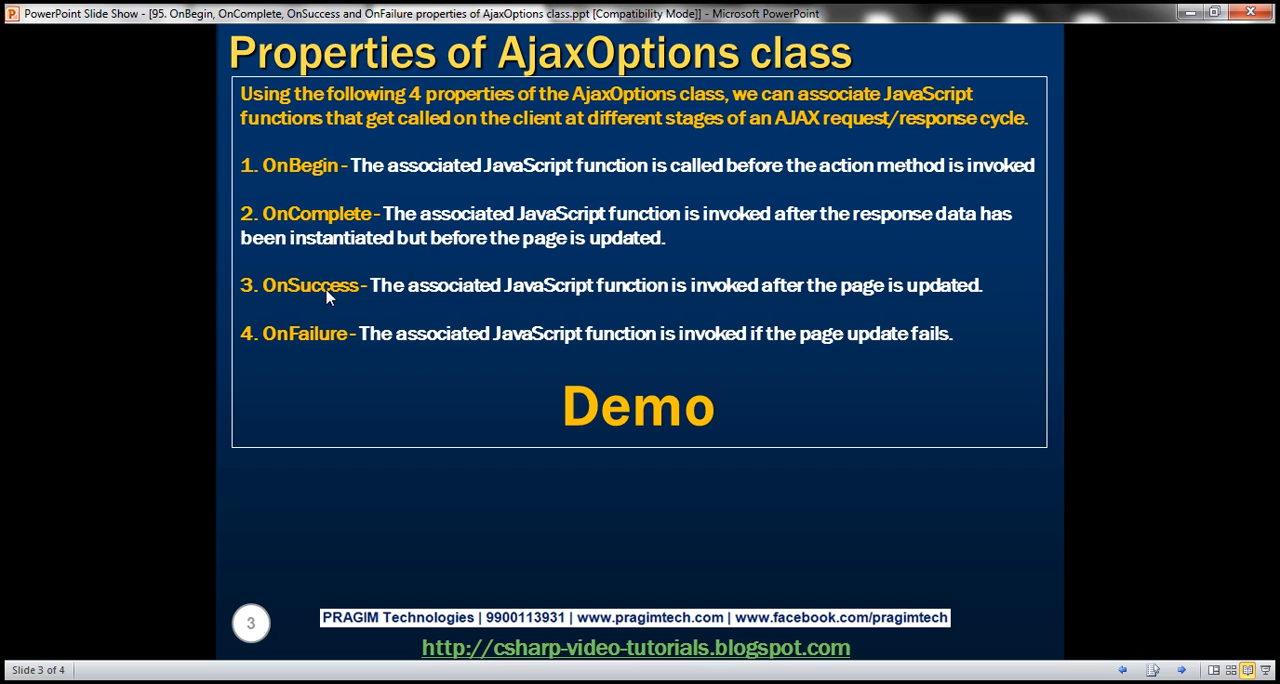 PowerPoint Slide Show - [95. OnBegin, OnComplete, OnSuccess and OnFailure properties of AjaxOptions class.ppt [Compatibility Mode]] - Microsoft PowerPoint
Properties of AjaxOptions class
Using the following 4 properties of the AjaxOptions class, we can associate JavaScript
functions that get called on the client at different stages of an AJAX request/response cycle.
1. OnBegin - The associated JavaScript function is called before the action method is invoked
2. OnComplete - The associated JavaScript function is invoked after the response data has
been instantiated but before the page is updated.
3. OnSuccess - The associated JavaScript function is invoked after the page is updated.
4. OnFailure - The associated JavaScript function is invoked if the page update fails.
Demo
3
PRAGIM Technologies | 9900113931 | www.pragimtech.com | www.facebook.com/pragimtech
http://csharp-video-tutorials.blogspot.com
Slide 3 of 4